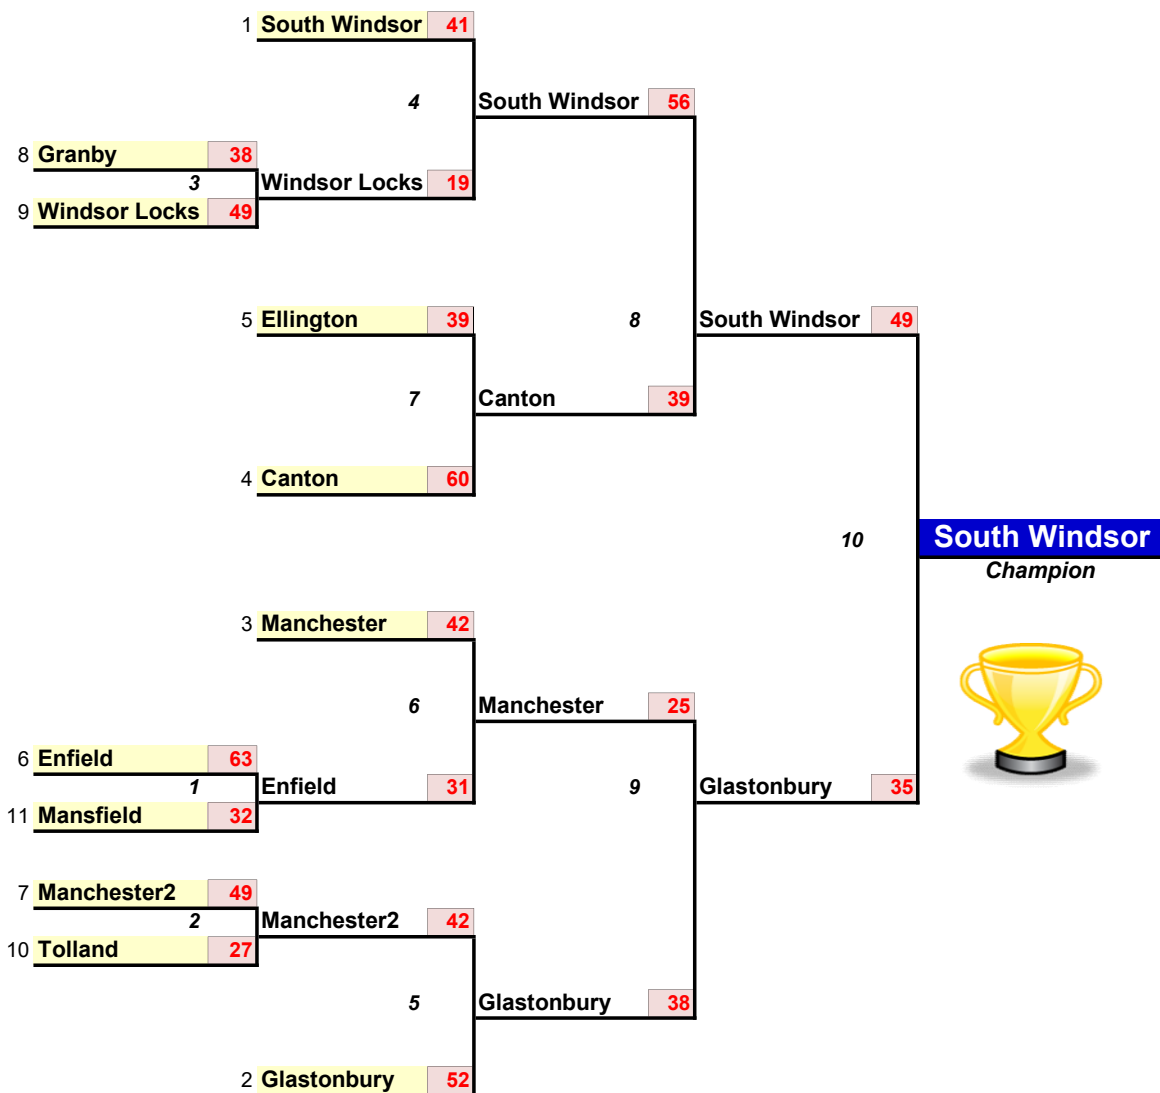 1 South Windsor 41
4 South Windsor 56
8 Granby 38
3 Windsor Locks 19
9 Windsor Locks 49
5 Ellington 39 8 South Windsor 49
7 Canton 39
4 Canton 60
10 South Windsor
Champion
3 Manchester 42
6 Manchester 25
6 Enfield 63
1 Enfield 31 9 Glastonbury 35
11 Mansfield 32
7 Manchester2 49
2 Manchester2 42
10 Tolland 27
5 Glastonbury 38
2 Glastonbury 52